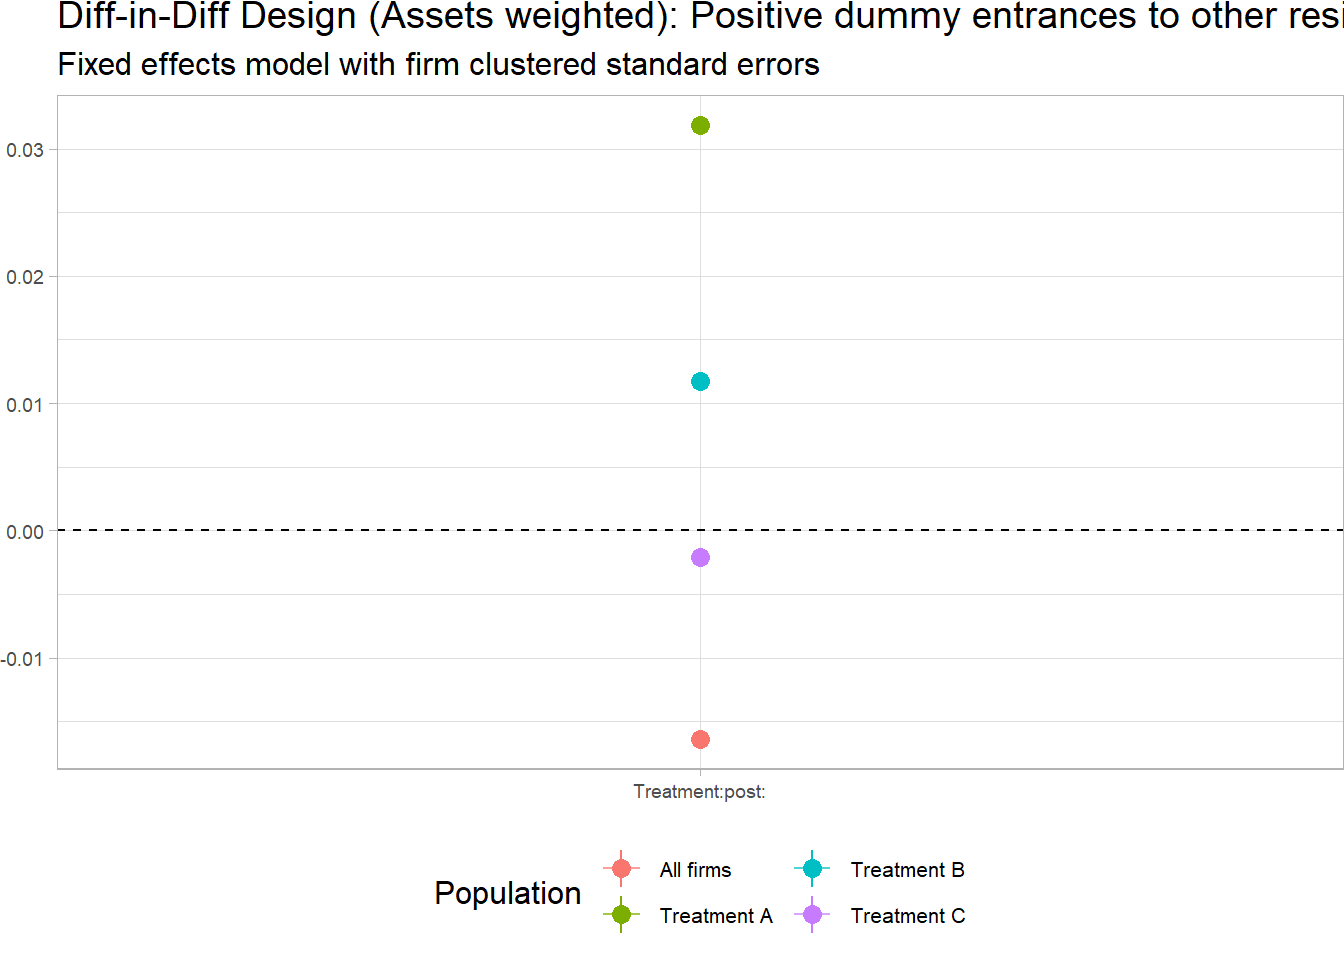 Diff-in-Diff Design (Assets weighted): Positive dummy entrances to other resi
Fixed effects model with firm clustered standard errors
0.03
0.02
0.01
0.00
-0.01
Treatment:post:
Population
All firms
Treatment B
Treatment A
Treatment C